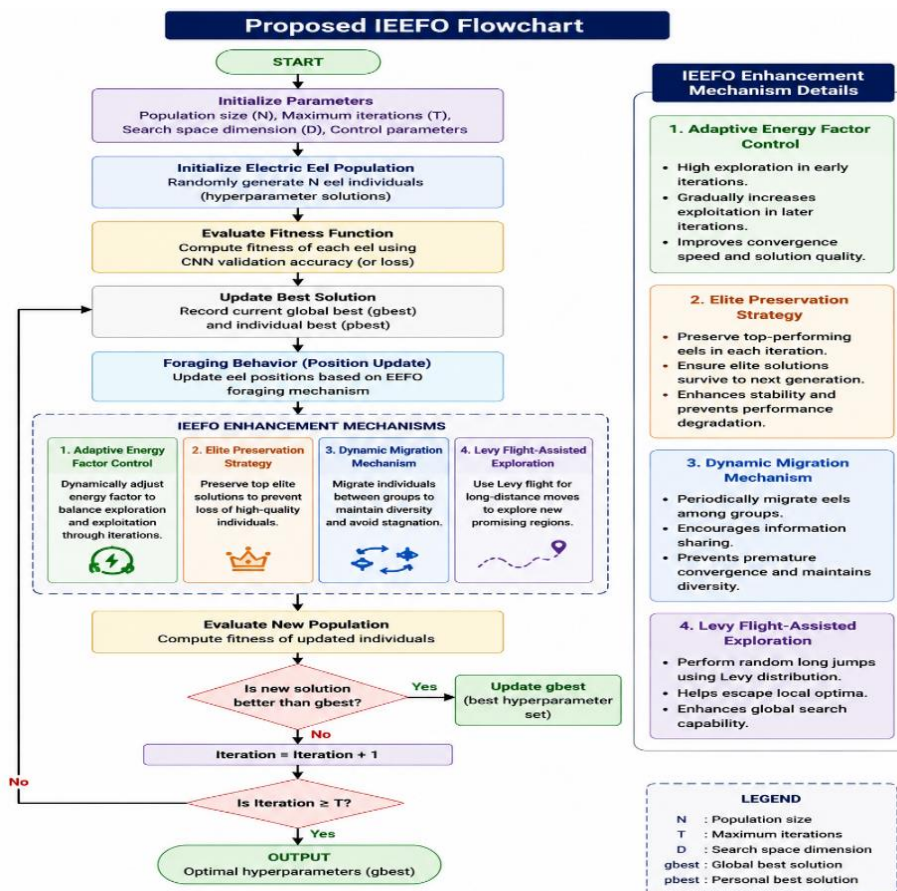 Proposed IEEFO Flowchart
START
Initialize Parameters
Population size (N), Maximum iterations (T),
Search space dimension (D), Control parameters
Initialize Electric Eel Population
Randomly generate N eel individuals
(hyperparameter solutions)
Evaluate Fitness Function
Compute fitness of each eel using
CNN validation accuracy (or loss)
Update Best Solution
Record current global best (gbest)
and individual best (pbest)
Foraging Behavior (Position Update)
Update eel positions based on EEFO
foraging mechanism
IEEFO ENHANCEMENT MECHANISMS
1. Adaptive Energy
Factor Control
Dynamically adjust
energy factor to
balance exploration
and exploitation
through iterations.
2. Elite Preservation
Strategy
Preserve top elite
solutions to prevent
loss of high-quality
individuals.
3. Dynamic Migration
Mechanism
Migrate individuals
between groups to
maintain diversity
and avoid stagnation.
4. Levy Flight-Assisted
Exploration
Use Levy flight for
long-distance moves
to explore new
promising regions.
Evaluate New Population
Compute fitness of updated individuals
Is new solution
better than gbest?
Yes
Update gbest
(best hyperparameter
set)
No
Iteration = Iteration + 1
No
Is Iteration ≥ T?
Yes
OUTPUT
Optimal hyperparameters (gbest)
IEEFO Enhancement
Mechanism Details
1. Adaptive Energy Factor
Control
• High exploration in early
iterations.
• Gradually increases
exploitation in later
iterations.
• Improves convergence
speed and solution quality.
2. Elite Preservation
Strategy
• Preserve top-performing
eels in each iteration.
• Ensure elite solutions
survive to next generation.
• Enhances stability and
prevents performance
degradation.
3. Dynamic Migration
Mechanism
• Periodically migrate eels
among groups.
• Encourages information
sharing.
• Prevents premature
convergence and maintains
diversity.
4. Levy Flight-Assisted
Exploration
• Perform random long jumps
using Levy distribution.
• Helps escape local optima.
• Enhances global search
capability.
LEGEND
N : Population size
T : Maximum iterations
D : Search space dimension
gbest : Global best solution
pbest : Personal best solution